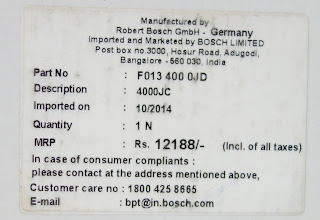 Manufactured by
Robert Bosch GmbH - Germany
Imported and Marketed by BOSCH LIMITED
Post box no.3000, Hosur Road, Adugodi,
Bangalore - 560 030, India
Part No : F013 400 0JD
Description : 4000JC
Imported on : 10/2014
Quantity : 1 N
MRP : Rs. 12188/- (Incl. of all taxes)
In case of consumer compliants :
please contact at the address mentioned above,
Customer care no : 1800 425 8665
E-mail : bpt@in.bosch.com